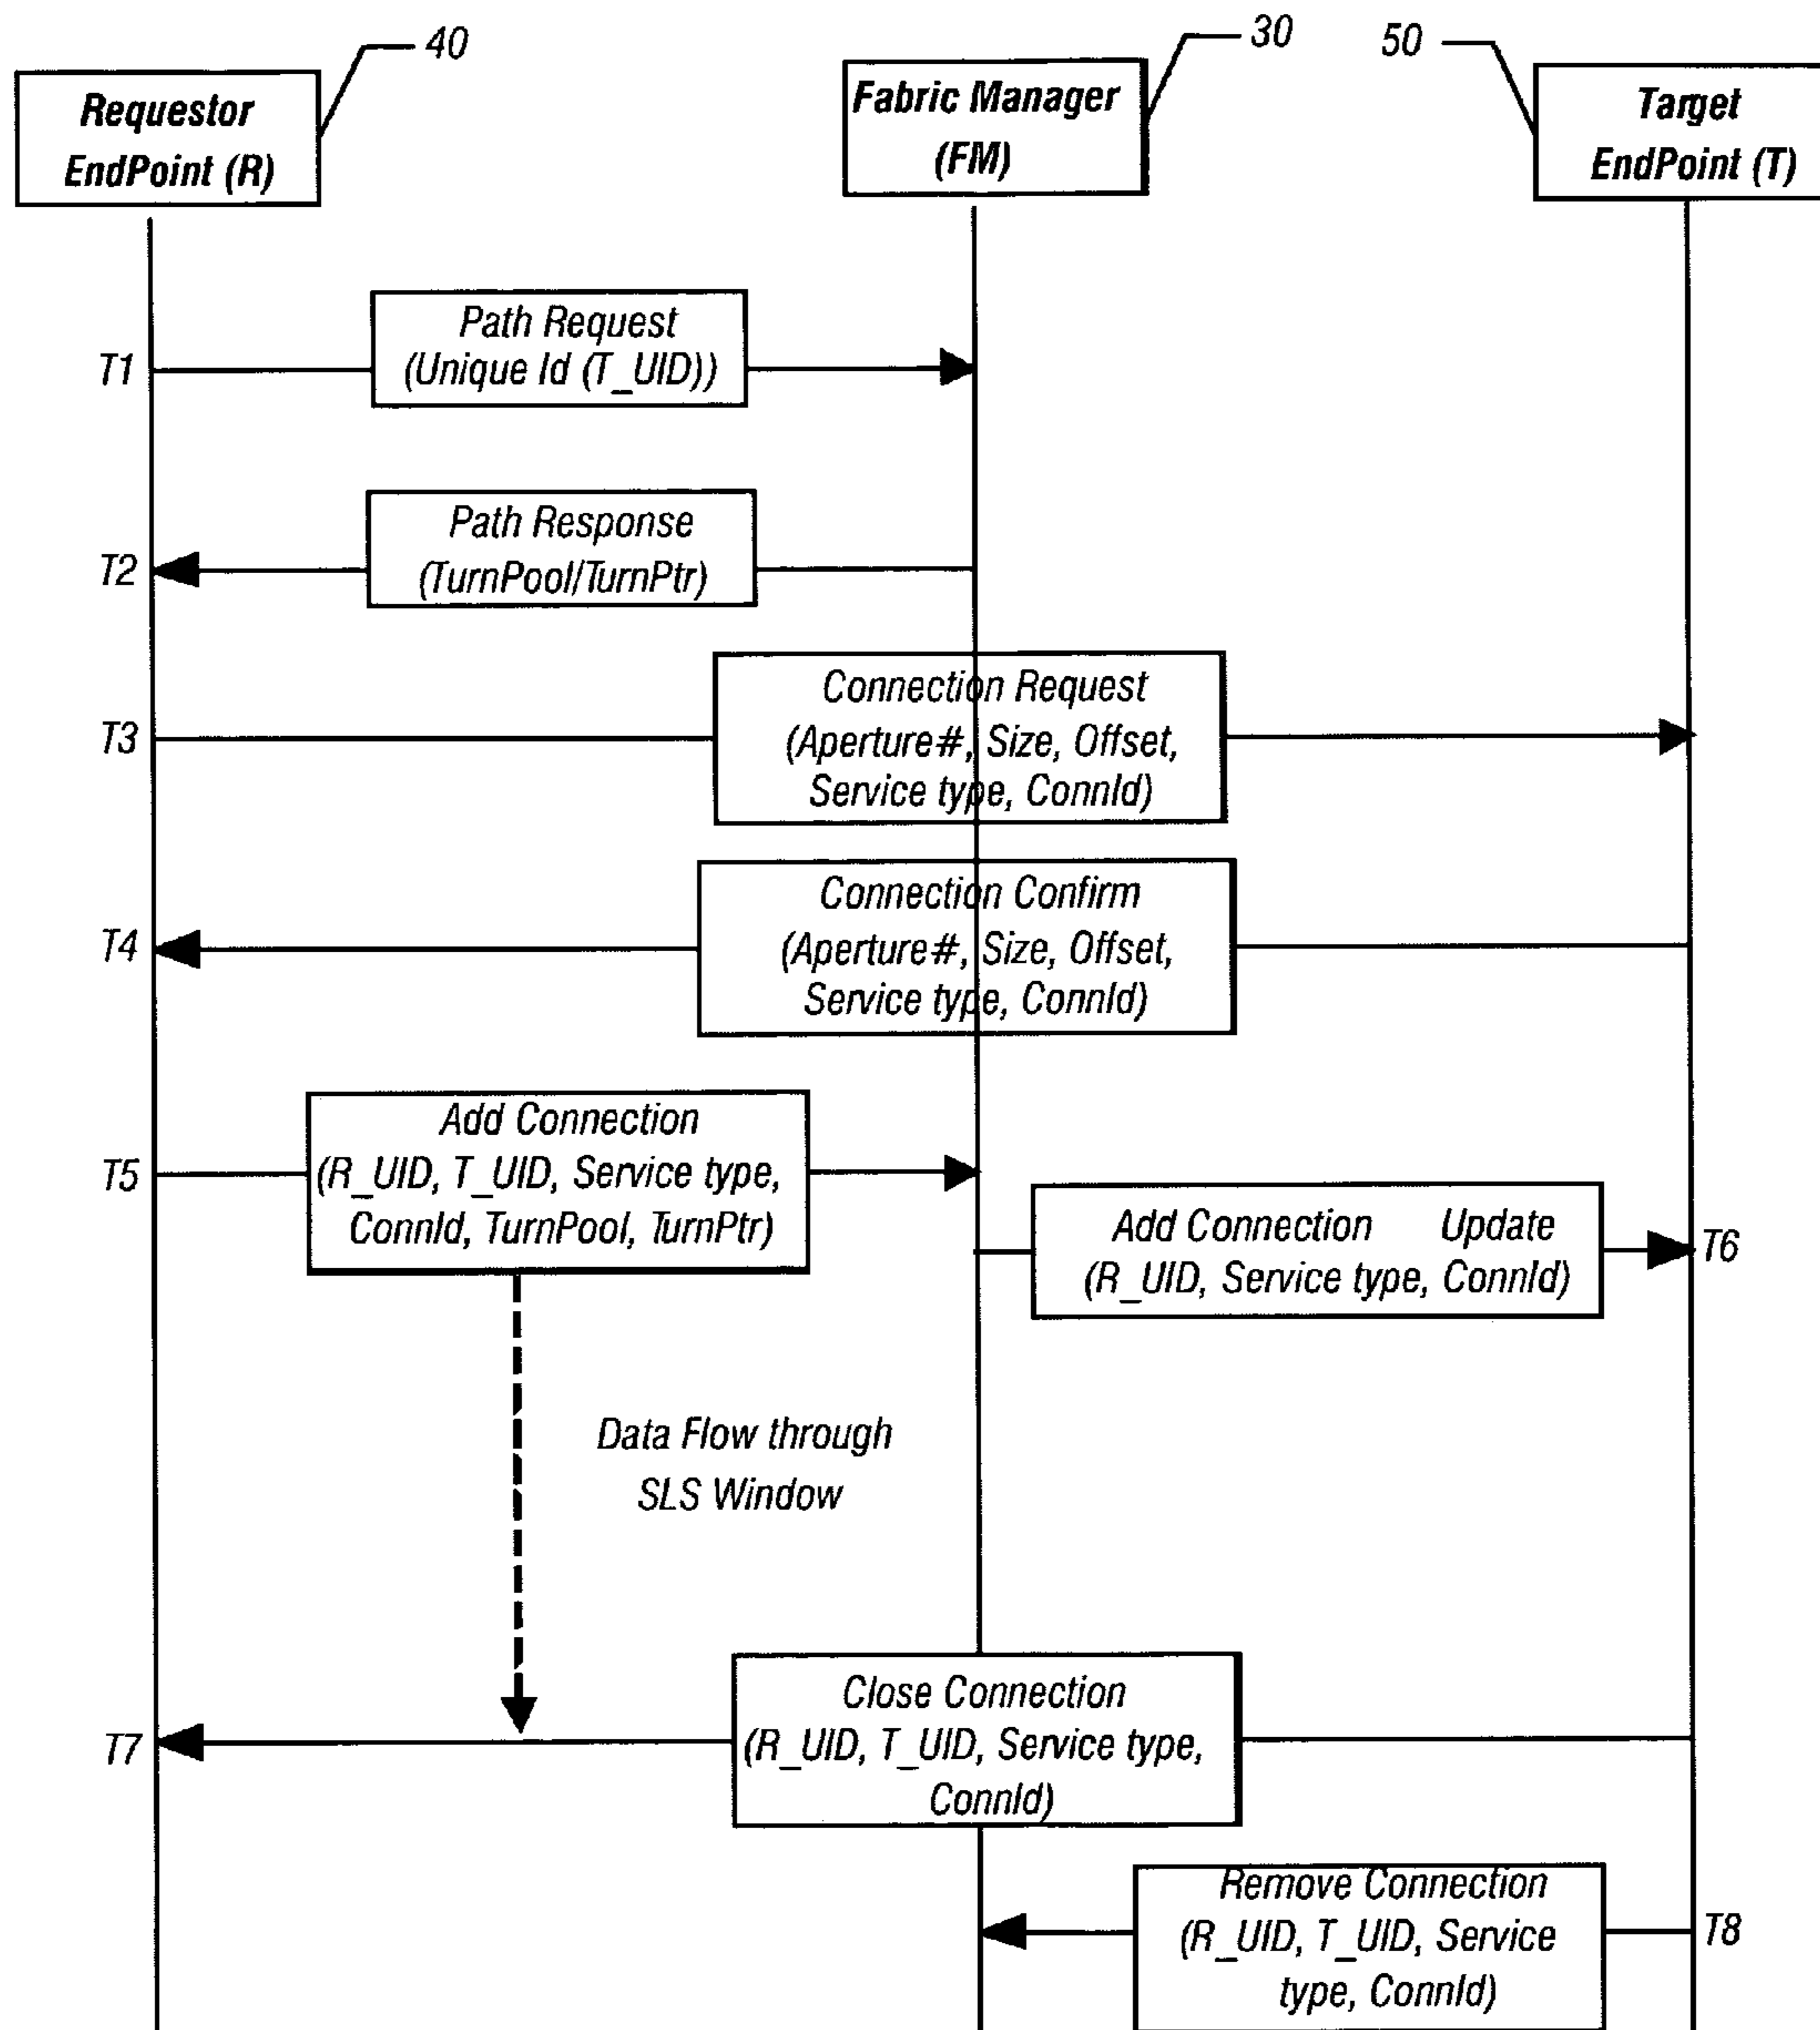 40
30
50
Requestor
EndPoint (R)
Fabric Manager
(FM)
Target
EndPoint (T)
Path Request
(Unique Id (T_UID))
T1
Path Response
(TurnPool/TurnPtr)
T2
Connection Request
(Aperture#, Size, Offset,
Service type, ConnId)
T3
Connection Confirm
(Aperture#, Size, Offset,
Service type, ConnId)
T4
Add Connection
(R_UID, T_UID, Service type,
ConnId, TurnPool, TurnPtr)
T5
Add Connection Update
(R_UID, Service type, ConnId)
T6
Data Flow through
SLS Window
Close Connection
(R_UID, T_UID, Service type,
ConnId)
T7
Remove Connection
(R_UID, T_UID, Service
type, ConnId)
T8